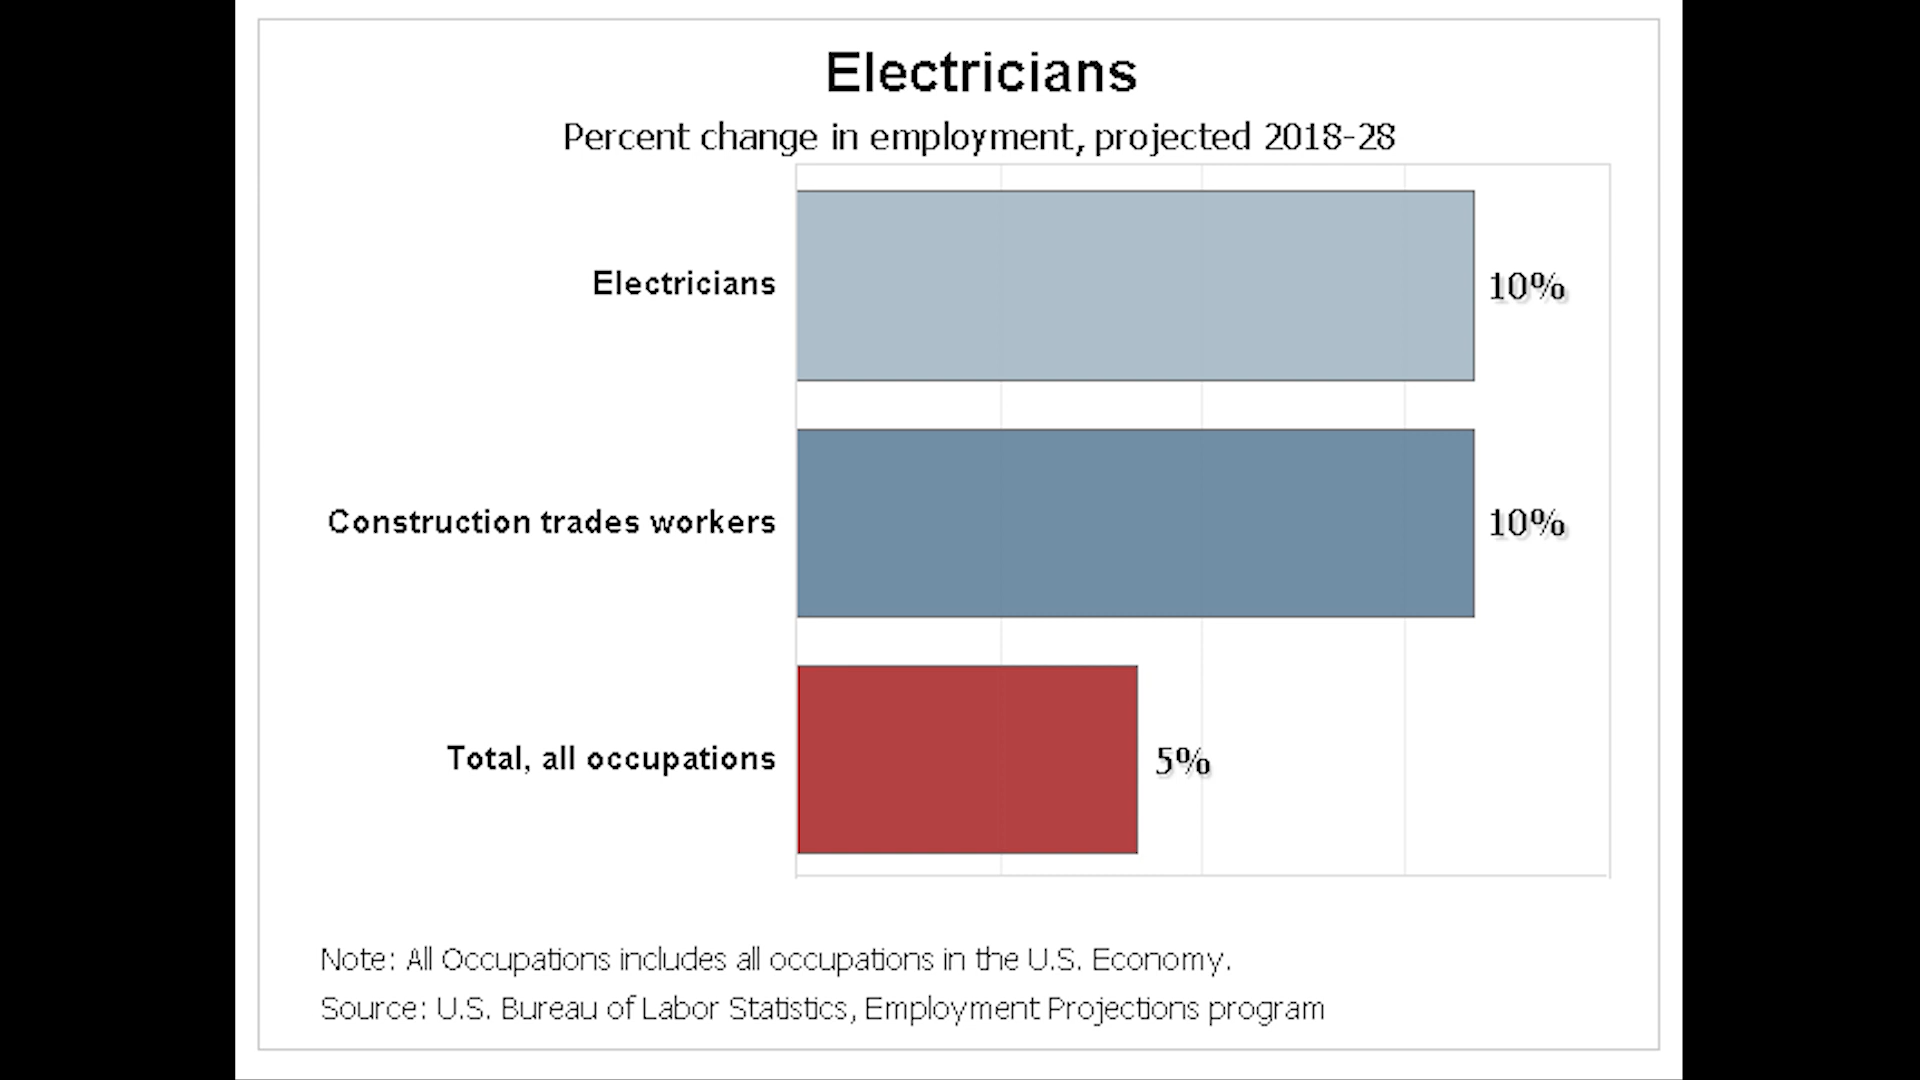 Electricians
Percent change in employment, projected 2018-28
Electricians
10%
Construction trades workers
10%
Total, all occupations
5%
Note: All Occupations includes all occupations in the U.S. Economy.
Source: U.S. Bureau of Labor Statistics, Employment Projections program